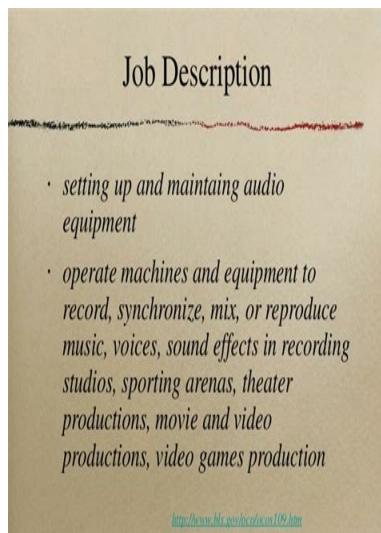 Job Description
· setting up and maintaing audio
equipment
· operate machines and equipment to
record, synchronize, mix, or reproduce
music, voices, sound effects in recording
studios, sporting arenas, theater
productions, movie and video
productions, video games production
http://www.bls.gov/oco/ocos109.htm